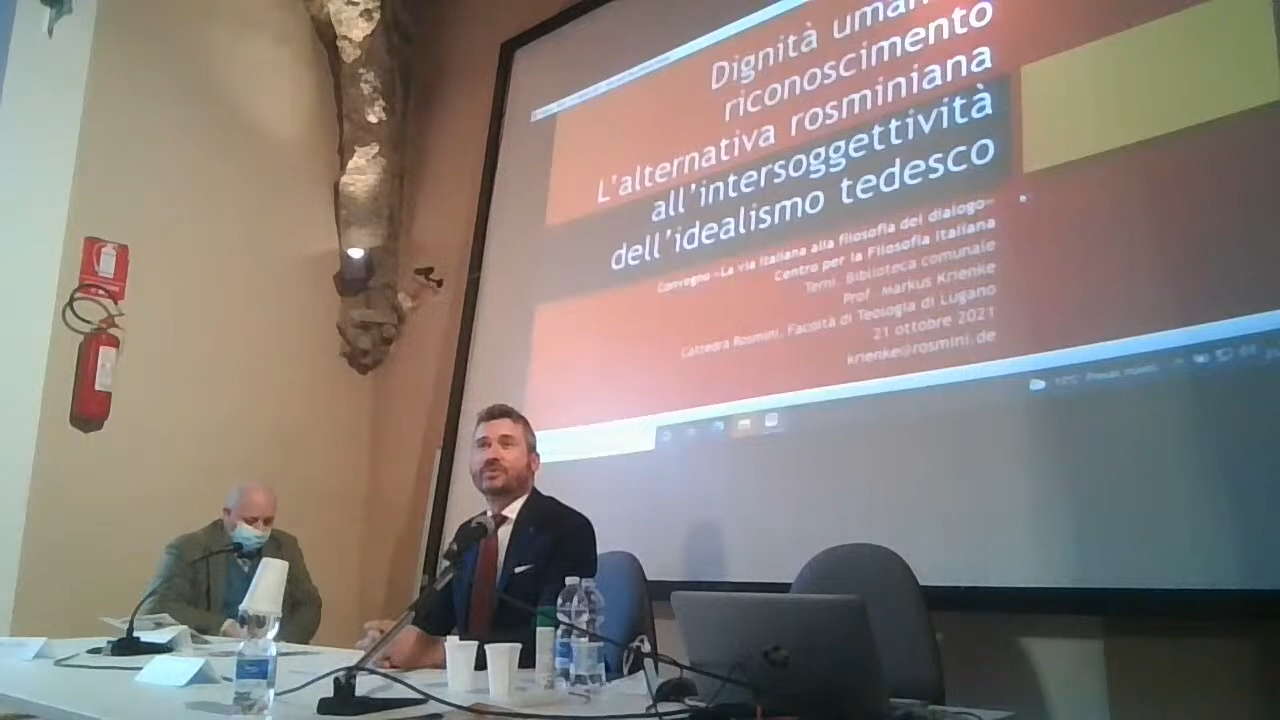 Dignità uman
riconoscimento
L'alternativa rosminiana
all'intersoggettività
dell'idealismo tedesco
Convegno «La via italiana alla filosofia del dialogo»
Centro per la Filosofia Italiana
Terni, Biblioteca comunale
Prof. Markus Krienke
Cattedra Rosmini, Facoltà di Teologia di Lugano
21 ottobre 2021
krienke@rosmini.de